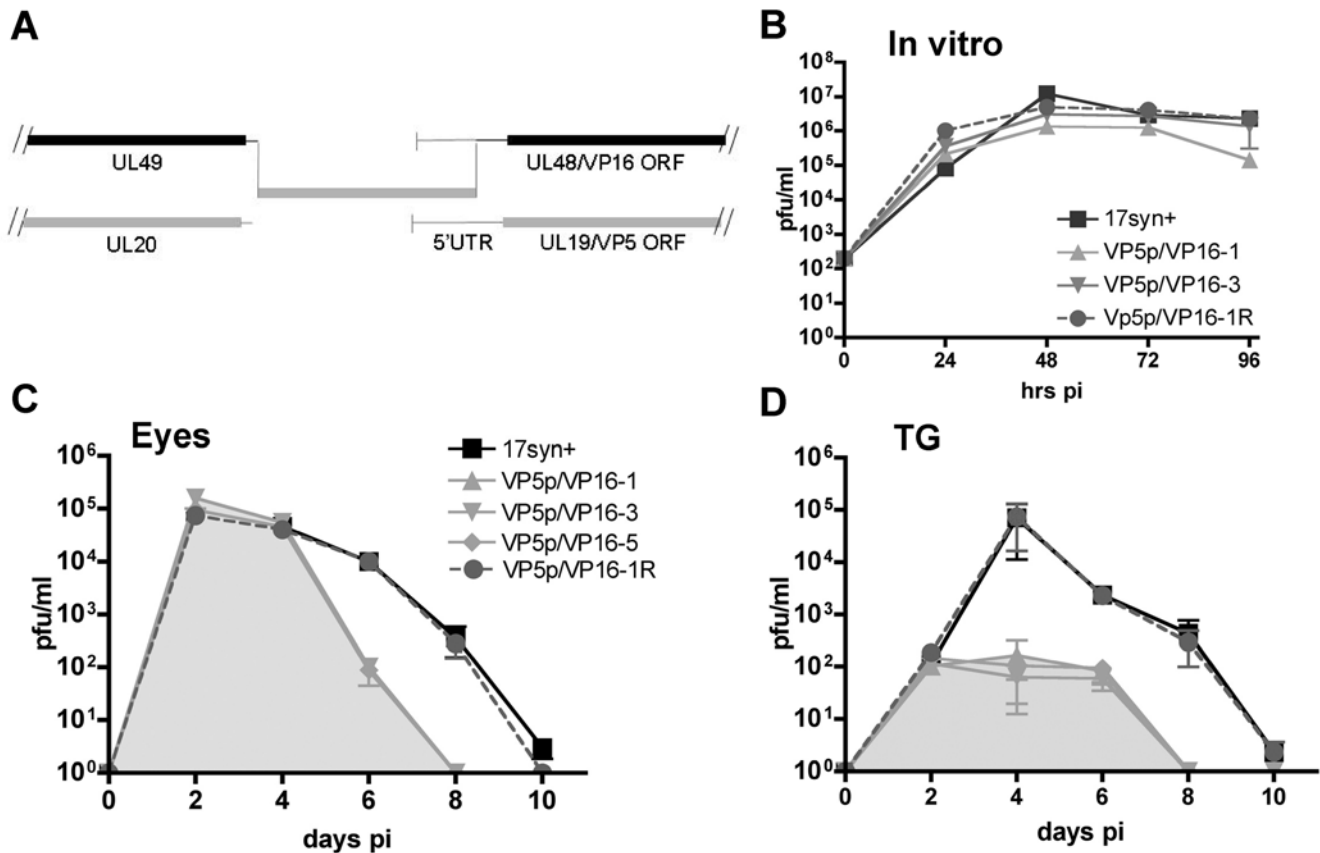 A
UL49
UL48/VP16 ORF
UL20
5'UTR
UL19/VP5 ORF
B
In vitro
pfu/ml
10⁸
10⁷
10⁶
10⁵
10⁴
10³
10²
10¹
10⁰
0 24 48 72 96
hrs pi
17syn+
VP5p/VP16-1
VP5p/VP16-3
Vp5p/VP16-1R
C
Eyes
pfu/ml
10⁶
10⁵
10⁴
10³
10²
10¹
10⁰
0 2 4 6 8 10
days pi
17syn+
VP5p/VP16-1
VP5p/VP16-3
VP5p/VP16-5
VP5p/VP16-1R
D
TG
pfu/ml
10⁶
10⁵
10⁴
10³
10²
10¹
10⁰
0 2 4 6 8 10
days pi